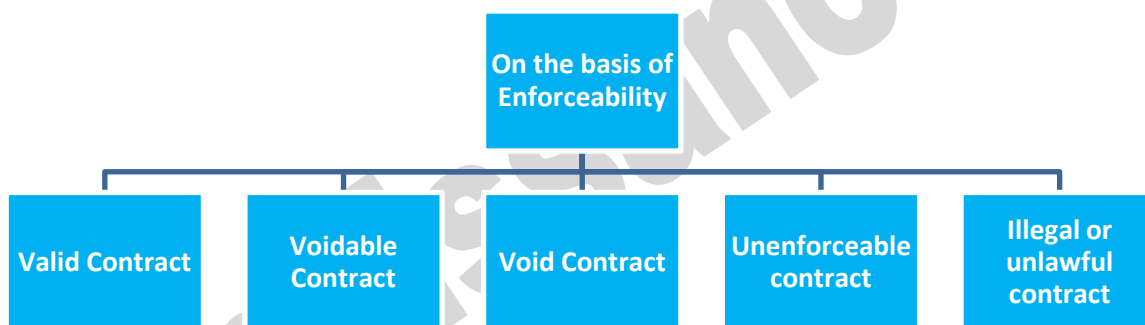 On the basis of
Enforceability
Valid Contract
Voidable
Contract
Void Contract
Unenforceable
contract
Illegal or
unlawful
contract